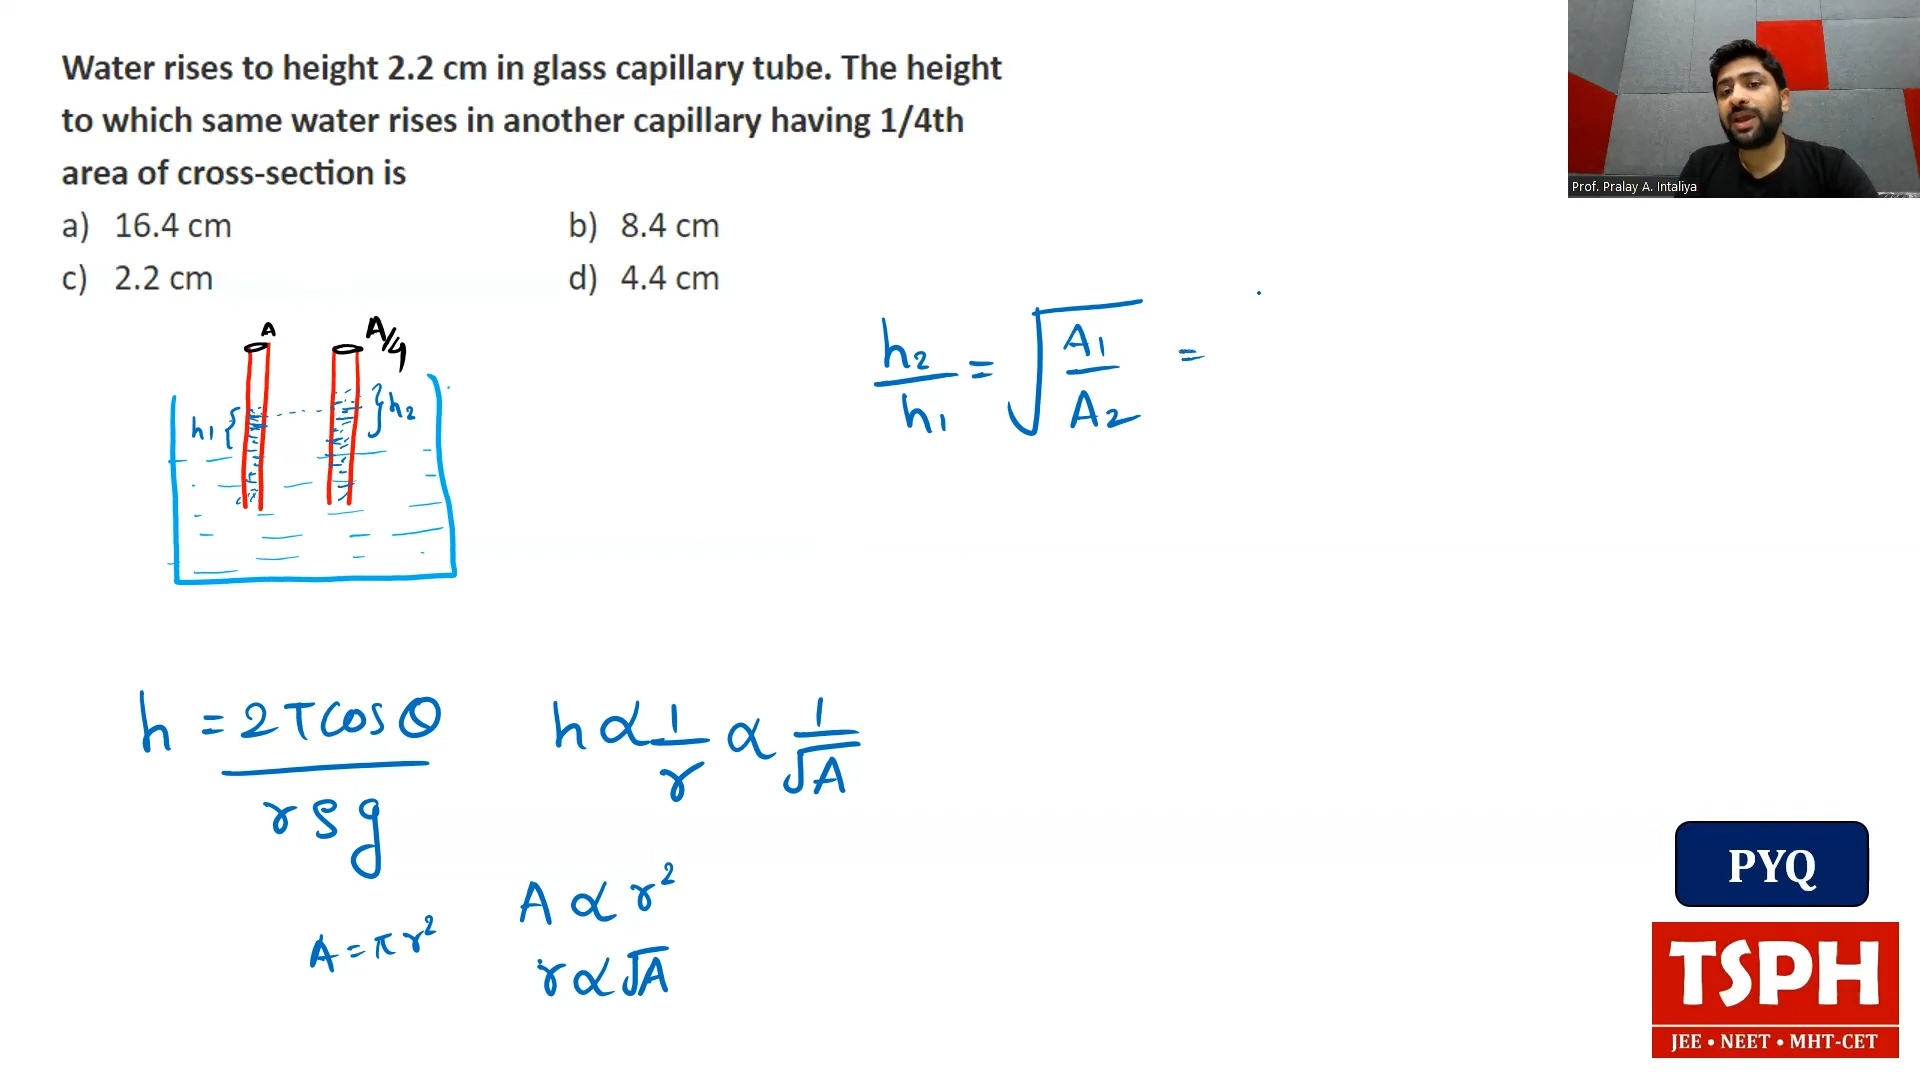 Water rises to height 2.2 cm in glass capillary tube. The height
to which same water rises in another capillary having 1/4th
area of cross-section is
a) 16.4 cm b) 8.4 cm
c) 2.2 cm d) 4.4 cm
A A/4
h1 h2
h2/h1 = √(A1/A2) =
h = 2Tcosθ/rρg
h ∝ 1/r ∝ 1/√A
A = πr²
A ∝ r²
r ∝ √A
Prof. Pralay A. Intaliya
PYQ
TSPH
JEE • NEET • MHT-CET